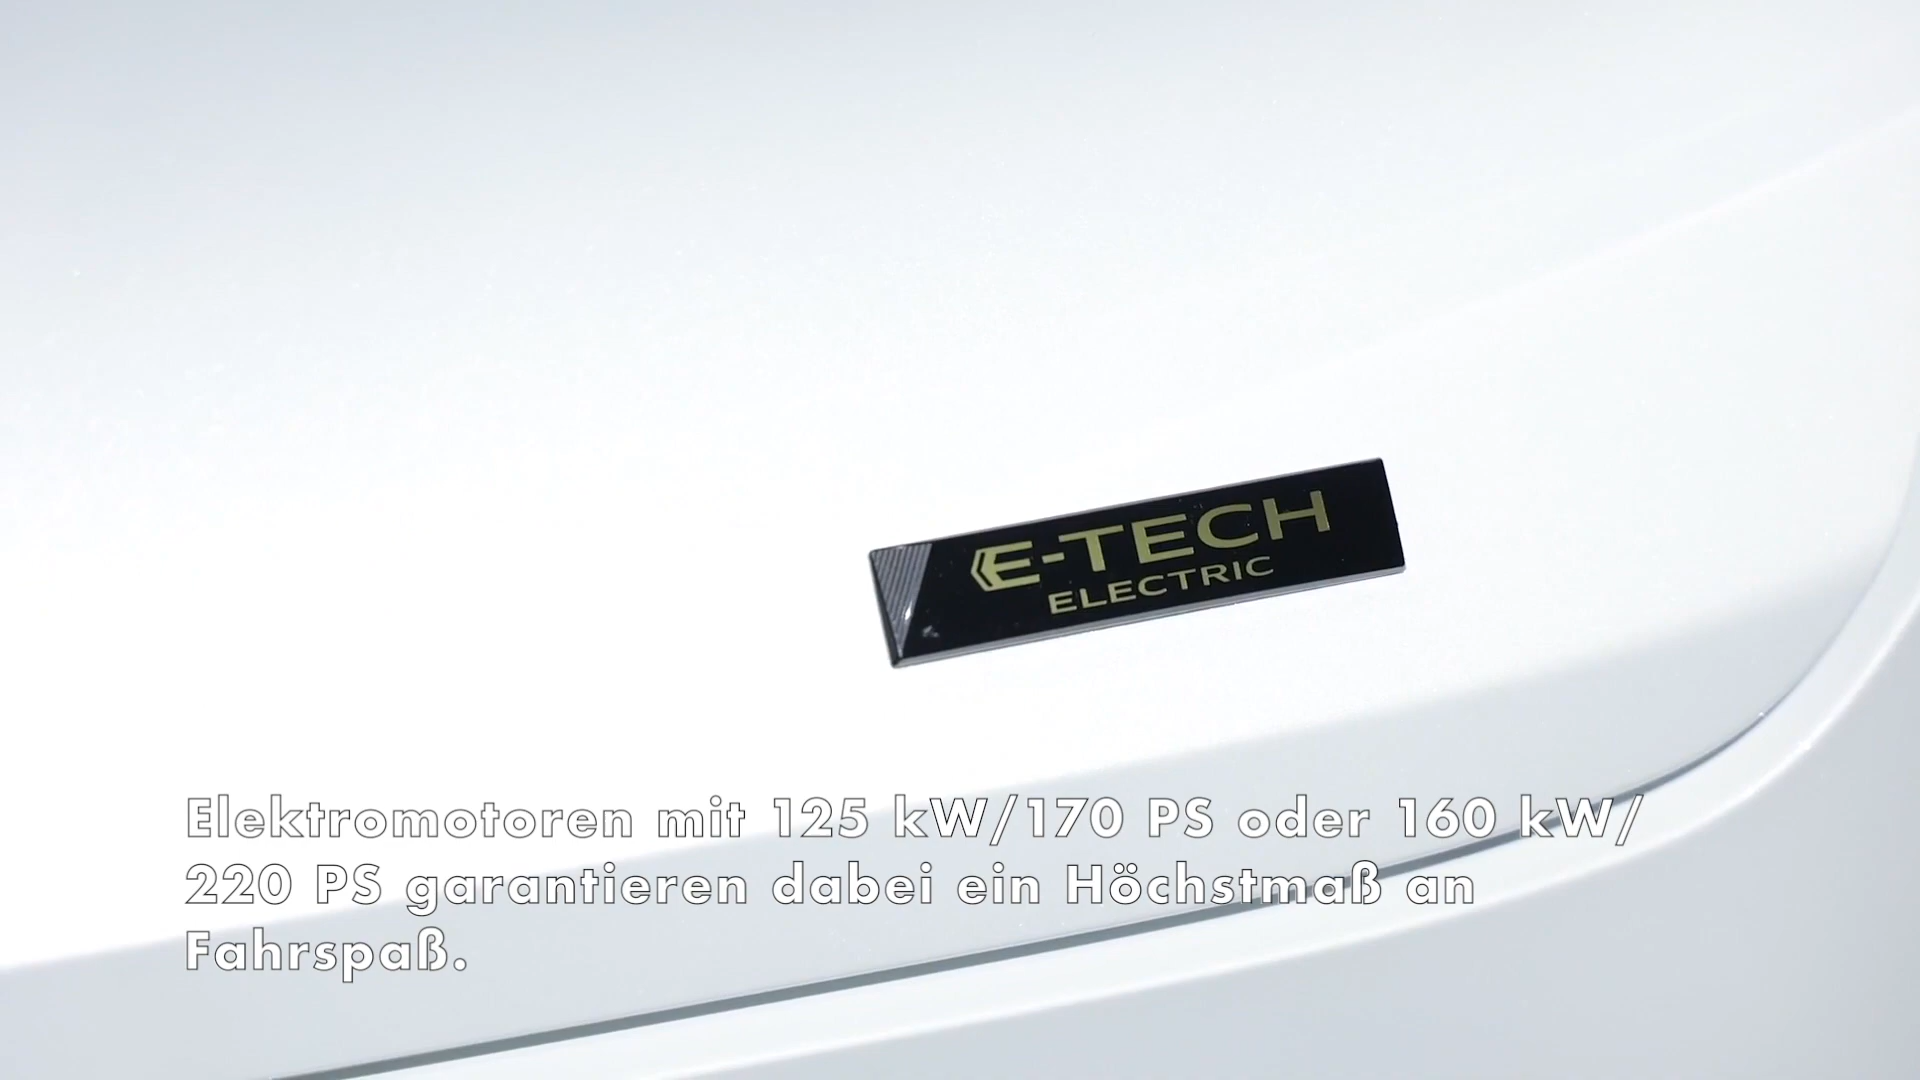 E-TECH
ELECTRIC
Elektromotoren mit 125 kW/170 PS oder 160 kW/
220 PS garantieren dabei ein Höchstmaß an
Fahrspaß.